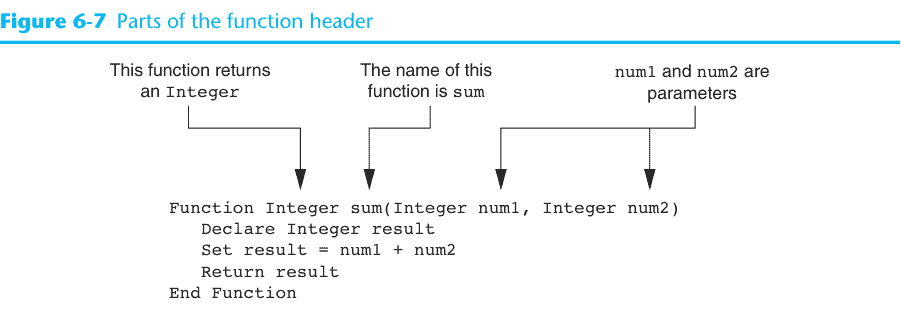 Figure 6-7 Parts of the function header
This function returns
an Integer
The name of this
function is sum
num1 and num2 are
parameters
Function Integer sum(Integer num1, Integer num2)
Declare Integer result
Set result = num1 + num2
Return result
End Function